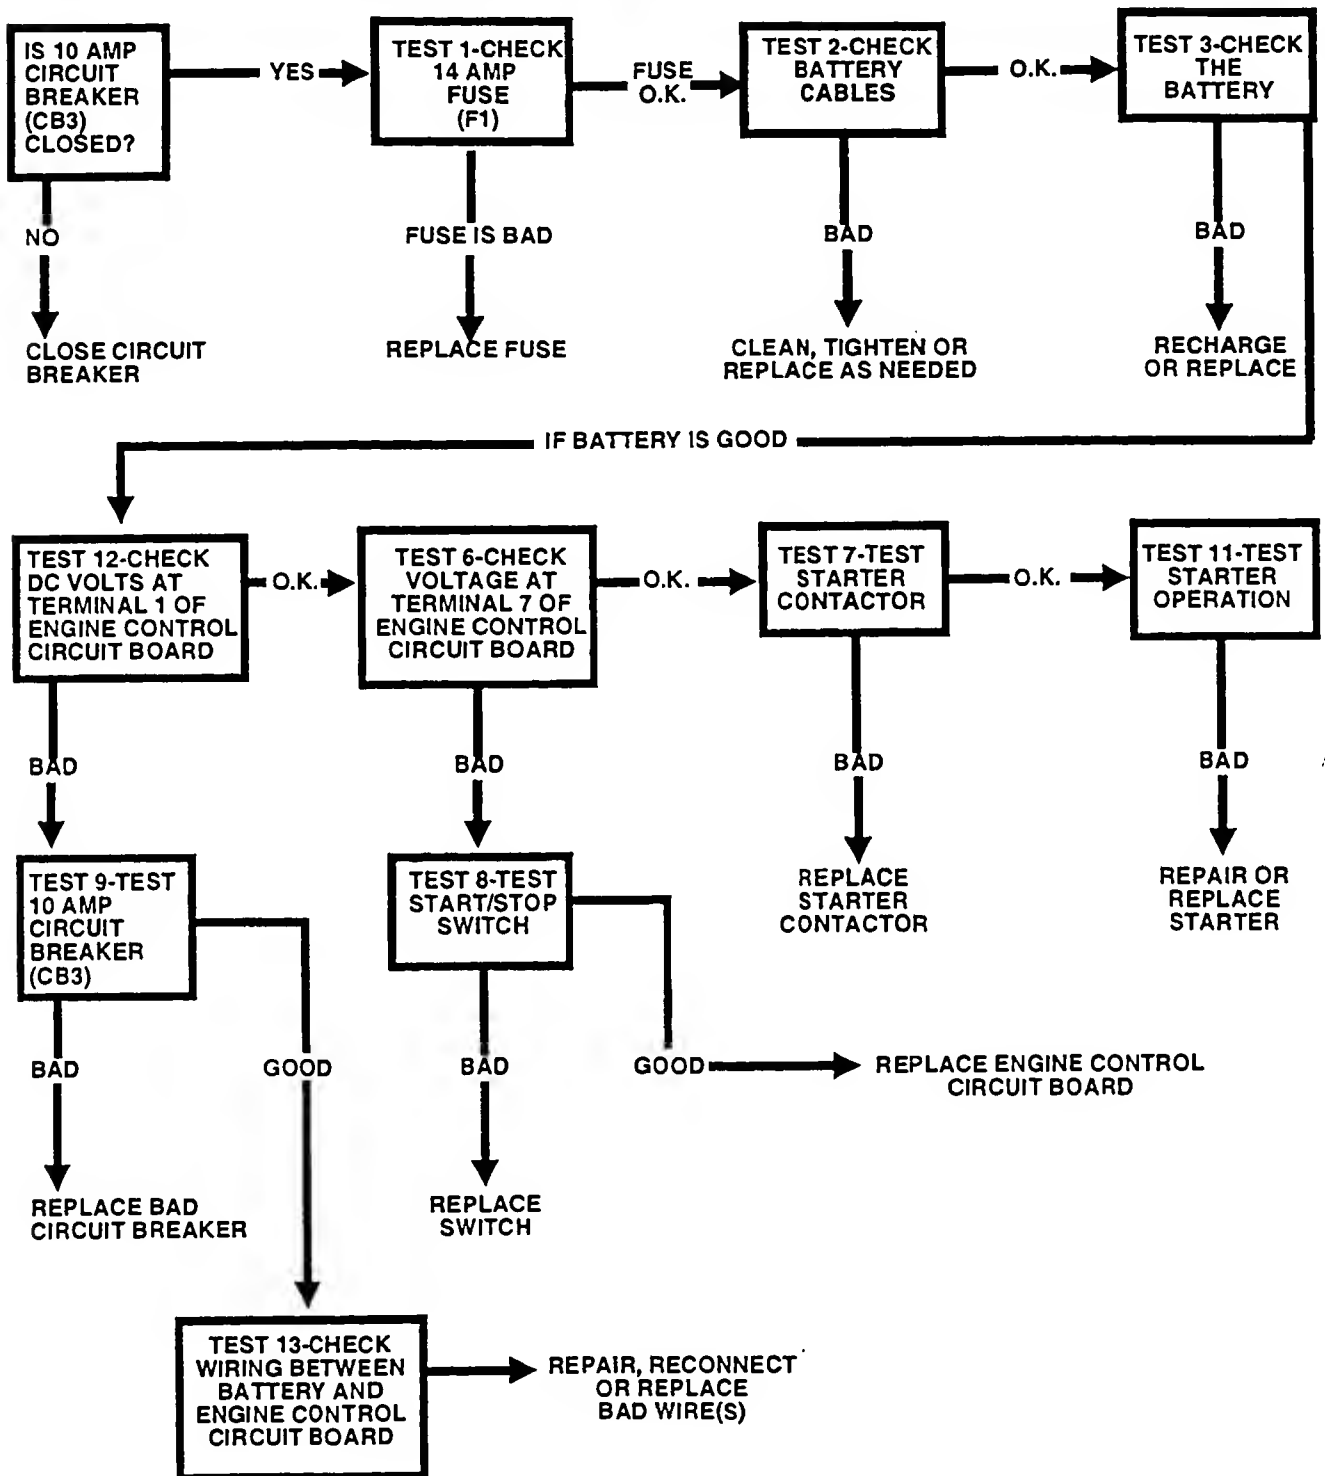 IS 10 AMP
CIRCUIT
BREAKER
(CB3)
CLOSED?
YES
TEST 1-CHECK
14 AMP
FUSE
(F1)
FUSE
O.K.
TEST 2-CHECK
BATTERY
CABLES
O.K.
TEST 3-CHECK
THE
BATTERY
NO
FUSE IS BAD
BAD
BAD
CLOSE CIRCUIT
BREAKER
REPLACE FUSE
CLEAN, TIGHTEN OR
REPLACE AS NEEDED
RECHARGE
OR REPLACE
IF BATTERY IS GOOD
TEST 12-CHECK
DC VOLTS AT
TERMINAL 1 OF
ENGINE CONTROL
CIRCUIT BOARD
O.K.
TEST 6-CHECK
VOLTAGE AT
TERMINAL 7 OF
ENGINE CONTROL
CIRCUIT BOARD
O.K.
TEST 7-TEST
STARTER
CONTACTOR
O.K.
TEST 11-TEST
STARTER
OPERATION
BAD
BAD
BAD
BAD
TEST 9-TEST
10 AMP
CIRCUIT
BREAKER
(CB3)
TEST 8-TEST
START/STOP
SWITCH
REPLACE
STARTER
CONTACTOR
REPAIR OR
REPLACE
STARTER
BAD
GOOD
BAD
GOOD
REPLACE ENGINE CONTROL
CIRCUIT BOARD
REPLACE BAD
CIRCUIT BREAKER
REPLACE
SWITCH
TEST 13-CHECK
WIRING BETWEEN
BATTERY AND
ENGINE CONTROL
CIRCUIT BOARD
REPAIR, RECONNECT
OR REPLACE
BAD WIRE(S)